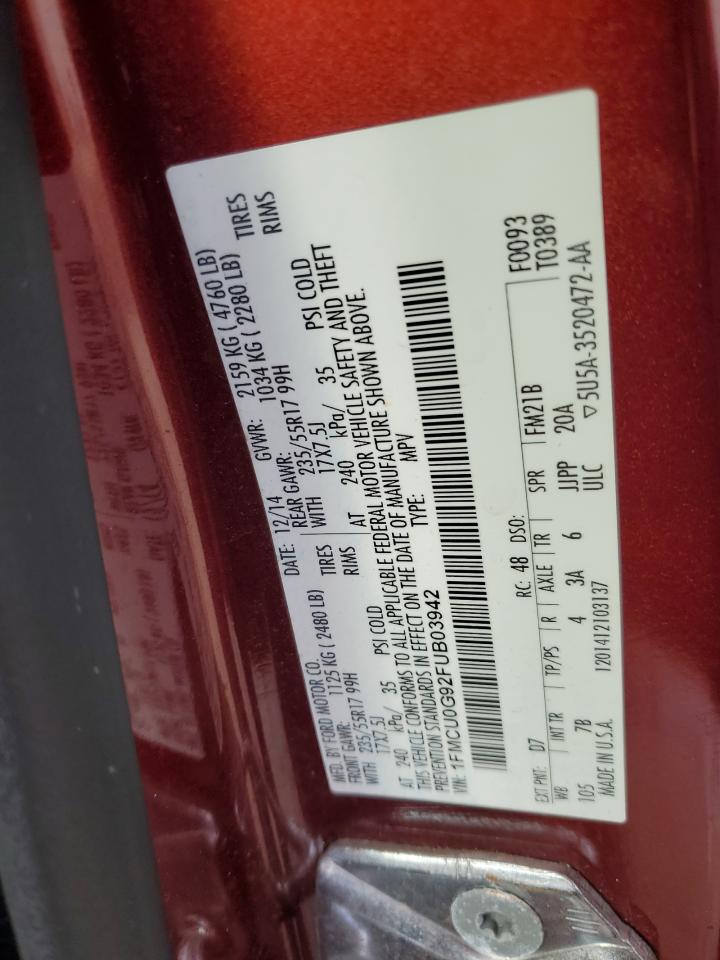 MFD. BY FORD MOTOR CO.
DATE: 12/14 GVWR: 2159 KG ( 4760 LB)
FRONT GAWR: 1125 KG ( 2480 LB) REAR GAWR: 1034 KG ( 2280 LB)
WITH 235/55R17 99H TIRES WITH 235/55R17 99H TIRES
17X7.5J RIMS 17X7.5J RIMS
AT 240 kPa/ 35 PSI COLD AT 240 kPa/ 35 PSI COLD
THIS VEHICLE CONFORMS TO ALL APPLICABLE FEDERAL MOTOR VEHICLE SAFETY AND THEFT
PREVENTION STANDARDS IN EFFECT ON THE DATE OF MANUFACTURE SHOWN ABOVE.
VIN: 1FMCU0G92FUB03942 TYPE: MPV
EXT PNT: D7 RC: 48 DSO: F0093
WB INT TR TP/PS R AXLE TR SPR FM21B T0389
105 7B 4 3A 6 JJPP 20A
MADE IN U.S.A. 1201412103137 ULC ▽5U5A-3520472-AA